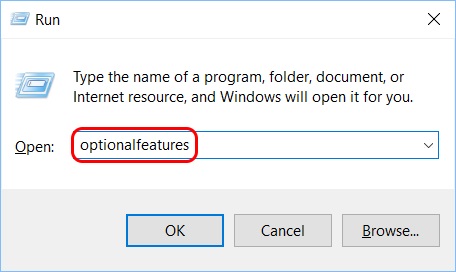 Run
Type the name of a program, folder, document, or
Internet resource, and Windows will open it for you.
Open: optionalfeatures
OK Cancel Browse...